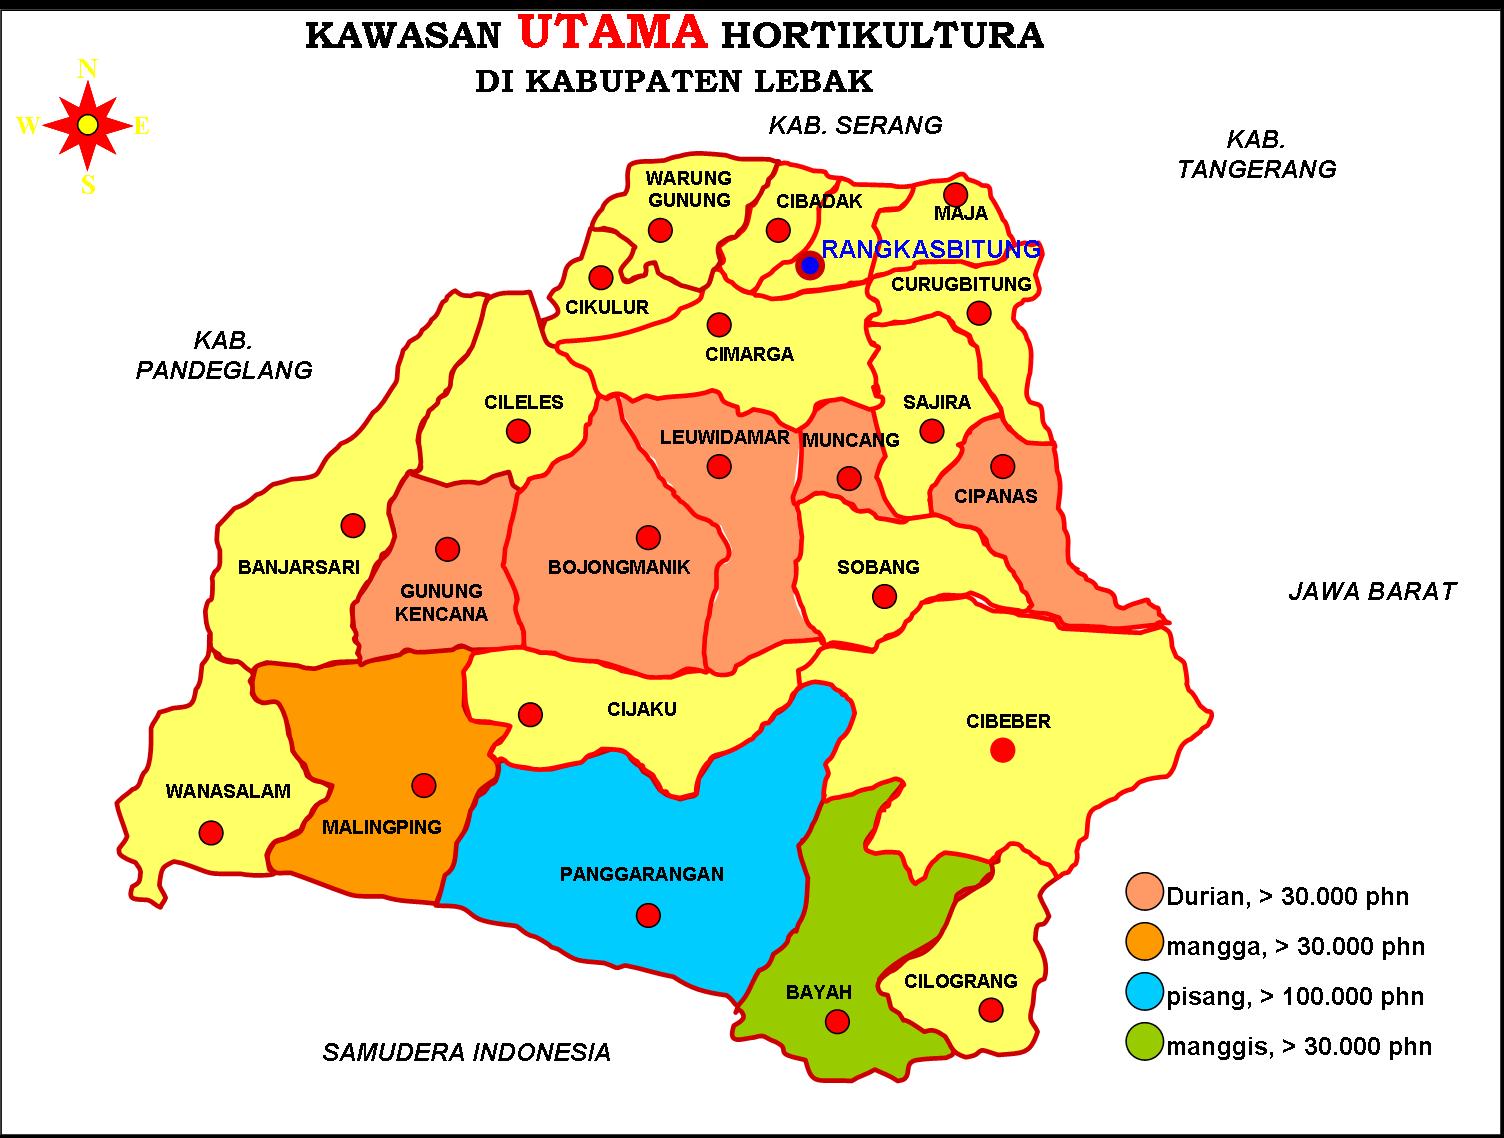 KAWASAN UTAMA HORTIKULTURA
DI KABUPATEN LEBAK
N
W
E
S
KAB. SERANG
KAB.
TANGERANG
KAB.
PANDEGLANG
JAWA BARAT
SAMUDERA INDONESIA
WARUNG
GUNUNG
CIBADAK
MAJA
RANGKASBITUNG
CIKULUR
CURUGBITUNG
CIMARGA
CILELES
SAJIRA
LEUWIDAMAR
MUNCANG
CIPANAS
BANJARSARI
GUNUNG
KENCANA
BOJONGMANIK
SOBANG
CIJAKU
CIBEBER
WANASALAM
MALINGPING
PANGGARANGAN
BAYAH
CILOGRANG
Durian, > 30.000 phn
mangga, > 30.000 phn
pisang, > 100.000 phn
manggis, > 30.000 phn